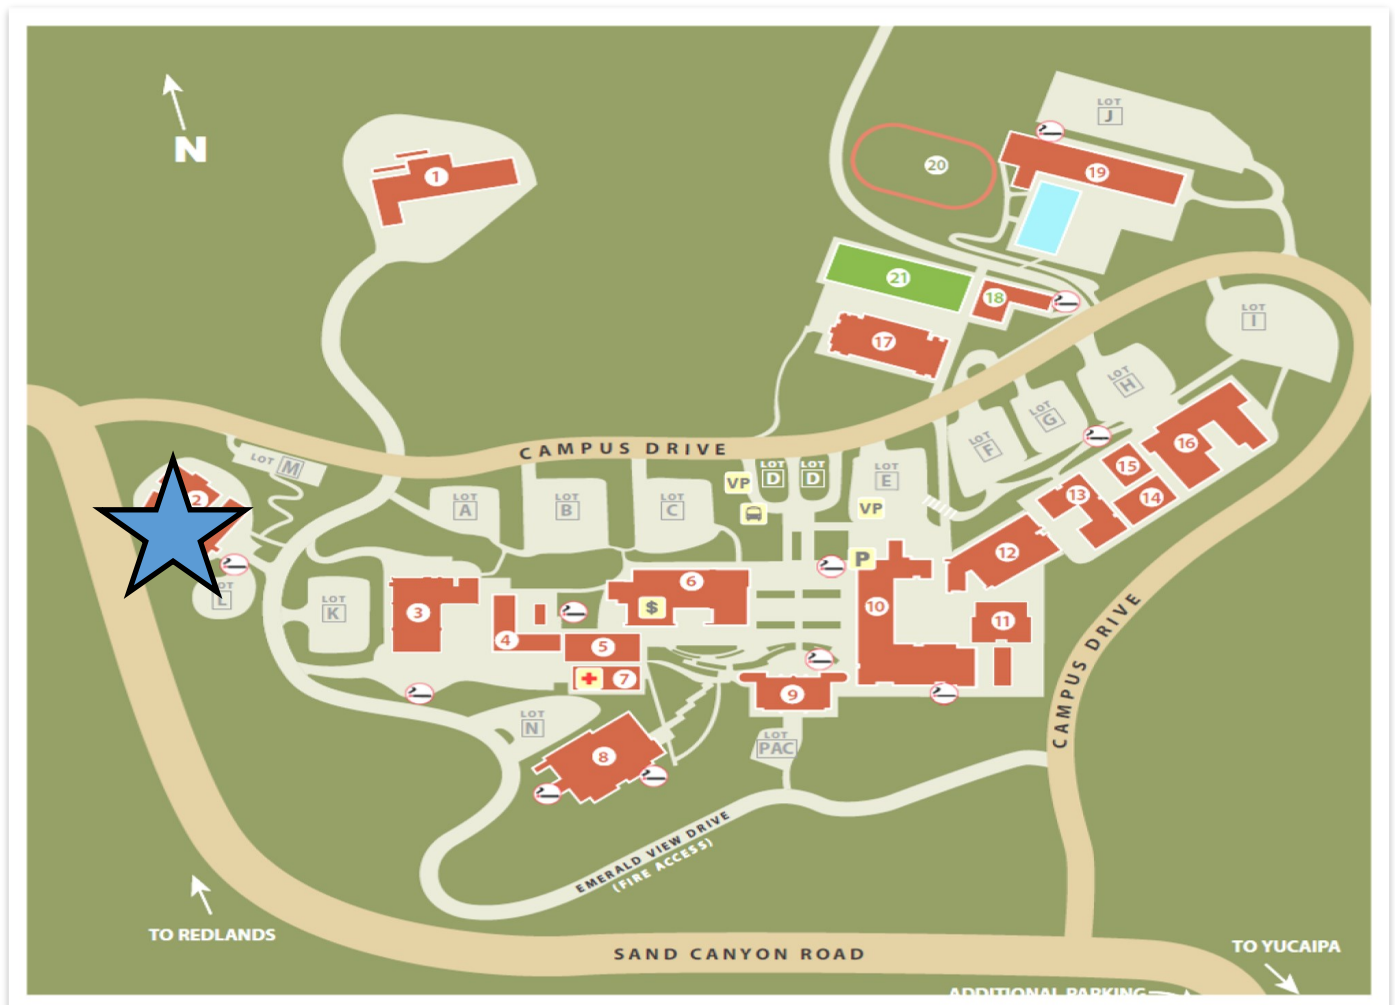 N
1
LOT
J
19
20
21
18
17
LOT
I
LOT
H
LOT
G
LOT
F
16
15
14
13
12
11
CAMPUS DRIVE
LOT M
2
LOT
A
LOT
B
LOT
C
VP
LOT
D
LOT
D
LOT
E
VP
P
L
LOT
K
3
4
5
6
$
7
10
9
LOT
N
8
LOT
PAC
CAMPUS DRIVE
EMERALD VIEW DRIVE
(FIRE ACCESS)
TO REDLANDS
SAND CANYON ROAD
TO YUCAIPA
ADDITIONAL PARKING